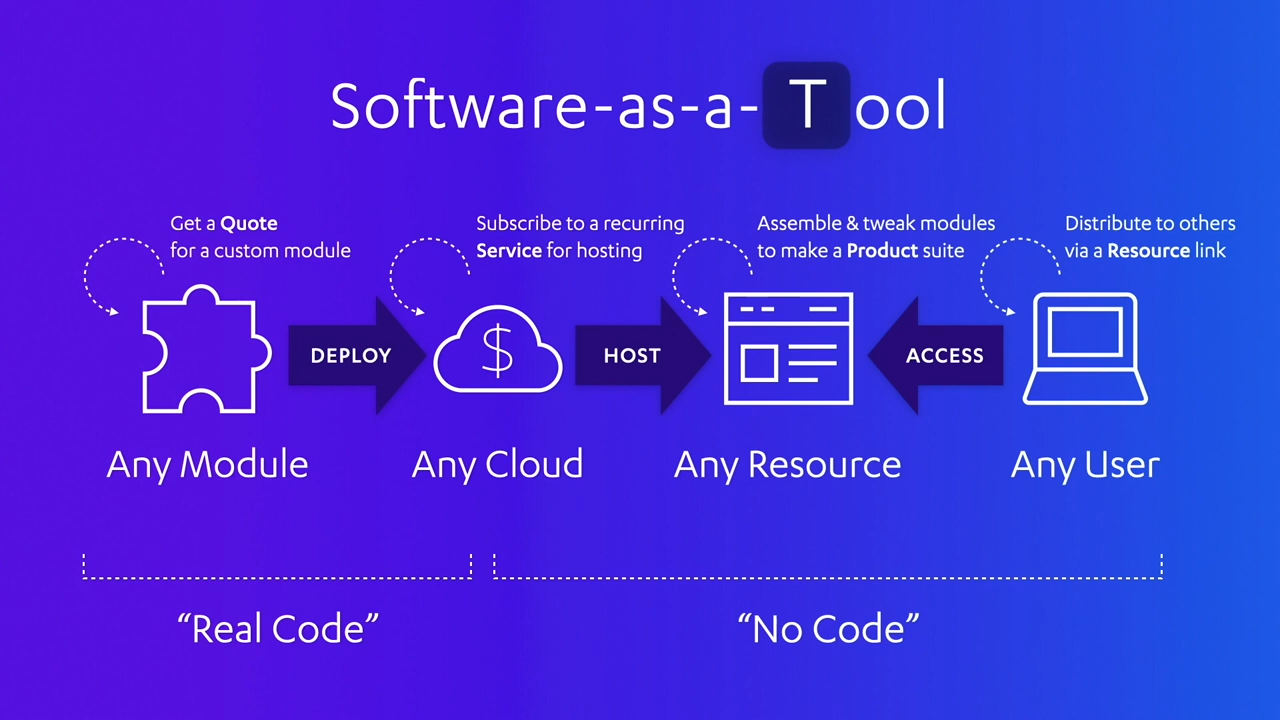 Software-as-a-Tool
Get a Quote
for a custom module
Subscribe to a recurring
Service for hosting
Assemble & tweak modules
to make a Product suite
Distribute to others
via a Resource link
DEPLOY
$
HOST
ACCESS
Any Module
Any Cloud
Any Resource
Any User
“Real Code”
“No Code”